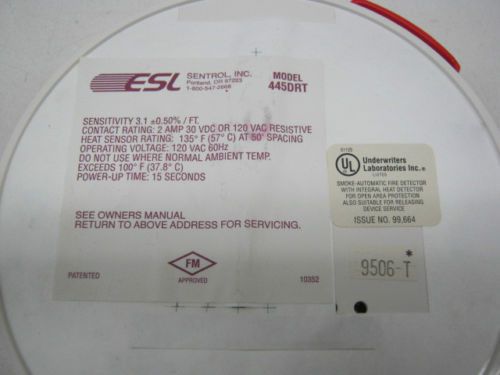 ESL
SENTROL, INC.
Portland, OR 97223
1-800-547-2668
MODEL
445DRT
SENSITIVITY 3.1 ±0.50% / FT.
CONTACT RATING: 2 AMP 30 VDC OR 120 VAC RESISTIVE
HEAT SENSOR RATING: 135° F (57° C) AT 50' SPACING
OPERATING VOLTAGE: 120 VAC 60Hz
DO NOT USE WHERE NORMAL AMBIENT TEMP.
EXCEEDS 100° F (37.8° C)
POWER-UP TIME: 15 SECONDS
SEE OWNERS MANUAL
RETURN TO ABOVE ADDRESS FOR SERVICING.
PATENTED
FM
APPROVED
10352
UL
Underwriters
Laboratories Inc.®
LISTED
SMOKE-AUTOMATIC FIRE DETECTOR
WITH INTEGRAL HEAT DETECTOR
FOR OPEN AREA PROTECTION
ALSO SUITABLE FOR RELEASING
DEVICE SERVICE
ISSUE NO. 99,664
9506-T*